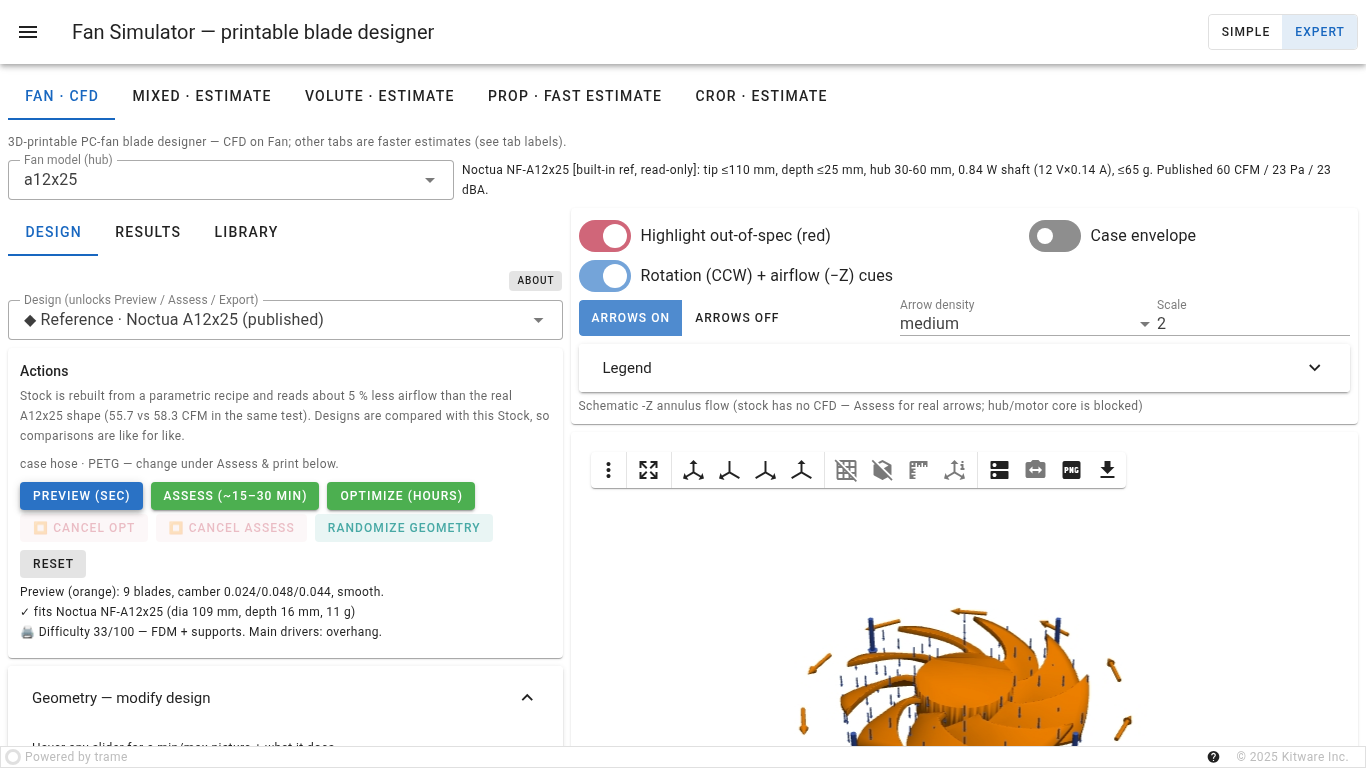 Fan Simulator — printable blade designer
SIMPLE
EXPERT
FAN · CFD
MIXED · ESTIMATE
VOLUTE · ESTIMATE
PROP · FAST ESTIMATE
CROR · ESTIMATE
3D-printable PC-fan blade designer — CFD on Fan; other tabs are faster estimates (see tab labels).
Fan model (hub)
a12x25
Noctua NF-A12x25 [built-in ref, read-only]: tip ≤110 mm, depth ≤25 mm, hub 30-60 mm, 0.84 W shaft (12 V×0.14 A), ≤65 g. Published 60 CFM / 23 Pa / 23
dBA.
DESIGN
RESULTS
LIBRARY
ABOUT
Design (unlocks Preview / Assess / Export)
◆ Reference · Noctua A12x25 (published)
Actions
Stock is rebuilt from a parametric recipe and reads about 5 % less airflow than the real
A12x25 shape (55.7 vs 58.3 CFM in the same test). Designs are compared with this Stock, so
comparisons are like for like.
case hose · PETG — change under Assess & print below.
PREVIEW (SEC)
ASSESS (~15–30 MIN)
OPTIMIZE (HOURS)
CANCEL OPT
CANCEL ASSESS
RANDOMIZE GEOMETRY
RESET
Preview (orange): 9 blades, camber 0.024/0.048/0.044, smooth.
✓ fits Noctua NF-A12x25 (dia 109 mm, depth 16 mm, 11 g)
🖨️ Difficulty 33/100 — FDM + supports. Main drivers: overhang.
Geometry — modify design
Hover any slider for a min/max picture + what it does.
Highlight out-of-spec (red)
Case envelope
Rotation (CCW) + airflow (−Z) cues
ARROWS ON
ARROWS OFF
Arrow density
medium
Scale
2
Legend
Schematic -Z annulus flow (stock has no CFD — Assess for real arrows; hub/motor core is blocked)
PNG
Powered by trame
© 2025 Kitware Inc.